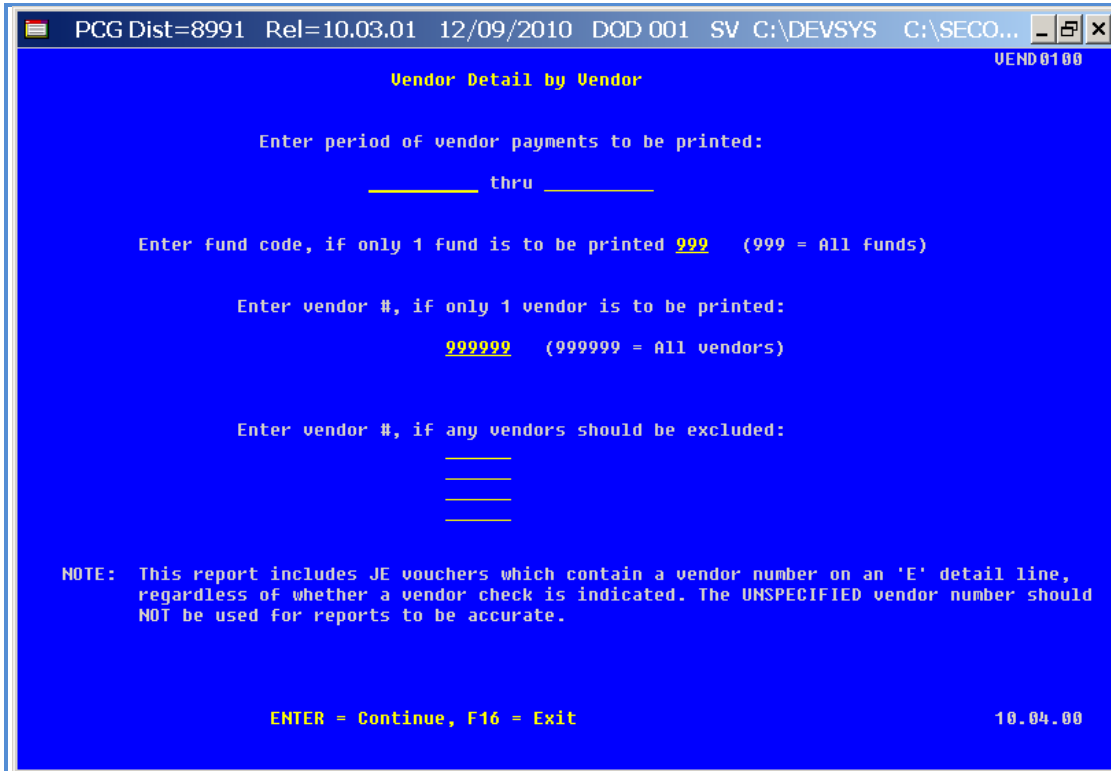 PCG Dist=8991 Rel=10.03.01 12/09/2010 DOD 001 SV C:\DEVSYS C:\SECO...
VEND0100
Vendor Detail by Vendor
Enter period of vendor payments to be printed:
__________ thru __________
Enter fund code, if only 1 fund is to be printed 999 (999 = All funds)
Enter vendor #, if only 1 vendor is to be printed:
999999 (999999 = All vendors)
Enter vendor #, if any vendors should be excluded:
NOTE: This report includes JE vouchers which contain a vendor number on an 'E' detail line,
regardless of whether a vendor check is indicated. The UNSPECIFIED vendor number should
NOT be used for reports to be accurate.
ENTER = Continue, F16 = Exit 10.04.00